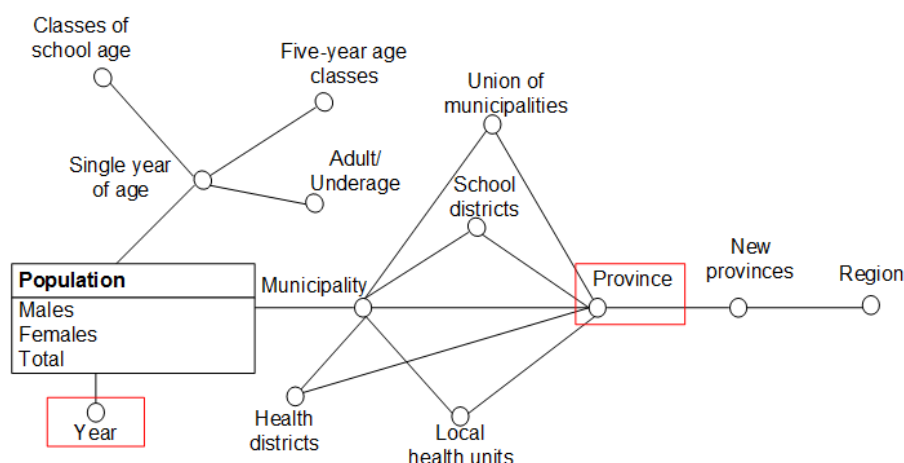 Classes of
school age
Five-year age
classes
Union of
municipalities
Single year
of age
Adult/
Underage
School
districts
New
provinces
Population
Municipality
Province
Region
Males
Females
Total
Year
Health
districts
Local
health units